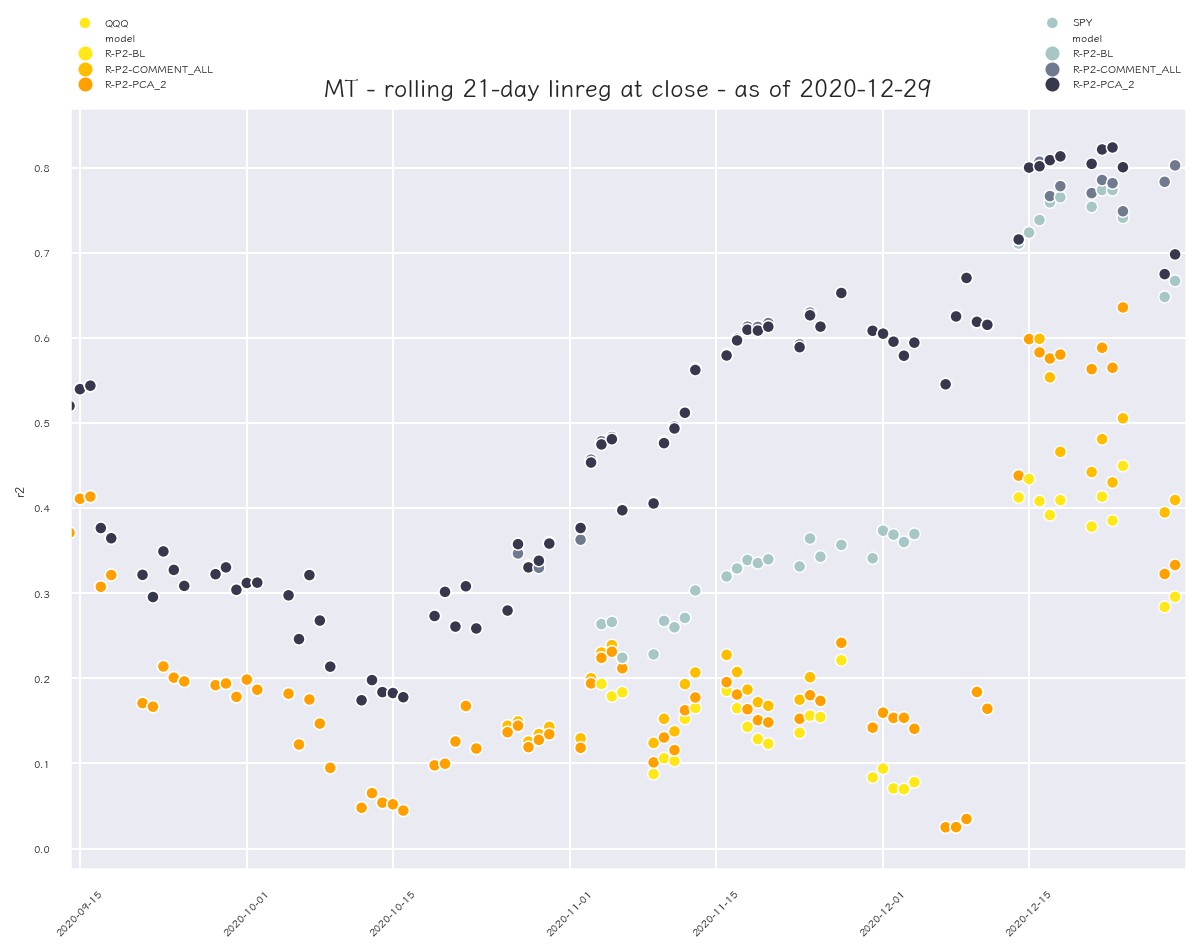 QQQ
model
R-P2-BL
R-P2-COMMENT_ALL
R-P2-PCA_2
SPY
model
R-P2-BL
R-P2-COMMENT_ALL
R-P2-PCA_2
MT - rolling 21-day linreg at close - as of 2020-12-29
0.8
0.7
0.6
0.5
0.4
0.3
0.2
0.1
0.0
r2
2020-09-15
2020-10-01
2020-10-15
2020-11-01
2020-11-15
2020-12-01
2020-12-15